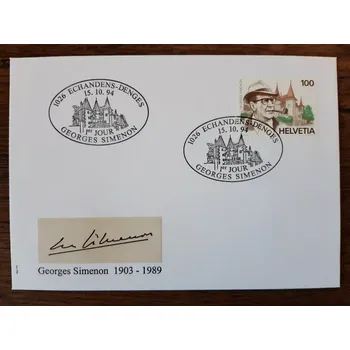 1026 ECHANDENS-DENGES
15.10.94
1er JOUR
GEORGES SIMENON
100
HELVETIA
1026 ECHANDENS-DENGES
15.10.94
1er JOUR
GEORGES SIMENON
Georges Simenon 1903 - 1989